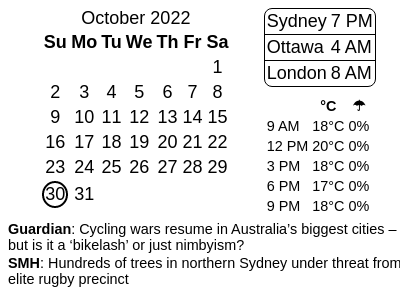 October 2022
Su Mo Tu We Th Fr Sa
1
2 3 4 5 6 7 8
9 10 11 12 13 14 15
16 17 18 19 20 21 22
23 24 25 26 27 28 29
30 31
Sydney 7 PM
Ottawa 4 AM
London 8 AM
°C ☂
9 AM 18°C 0%
12 PM 20°C 0%
3 PM 18°C 0%
6 PM 17°C 0%
9 PM 18°C 0%
Guardian: Cycling wars resume in Australia’s biggest cities –
but is it a ‘bikelash’ or just nimbyism?
SMH: Hundreds of trees in northern Sydney under threat from
elite rugby precinct